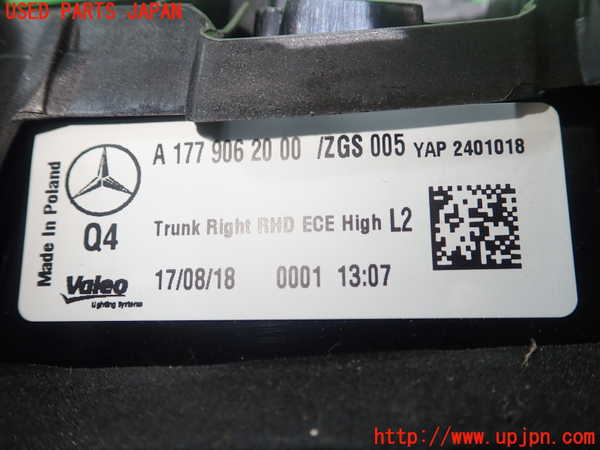 USED PARTS JAPAN
Made In Poland
A 177 906 20 00 /ZGS 005 YAP 2401018
Q4
Trunk Right RHD ECE High L2
Valeo
Lighting Systems
17/08/18 0001 13:07
http://www.upjpn.com/